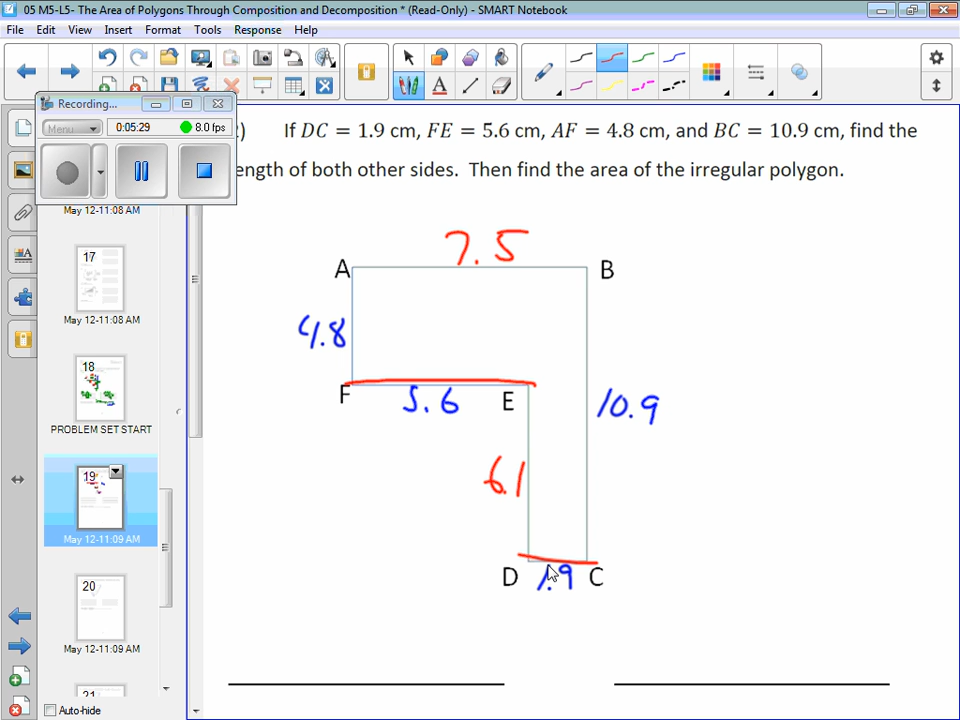 05 M5-L5- The Area of Polygons Through Composition and Decomposition * (Read-Only) - SMART Notebook
File Edit View Insert Format Tools Response Help
Recording...
Menu 0:05:29 8.0 fps
2) If DC = 1.9 cm, FE = 5.6 cm, AF = 4.8 cm, and BC = 10.9 cm, find the
ength of both other sides. Then find the area of the irregular polygon.
May 12-11:08 AM
17
May 12-11:08 AM
18
PROBLEM SET START
19
May 12-11:09 AM
20
May 12-11:09 AM
21
Auto-hide
7.5
A B
4.8
F 5.6 E 10.9
6.1
D 1.9 C